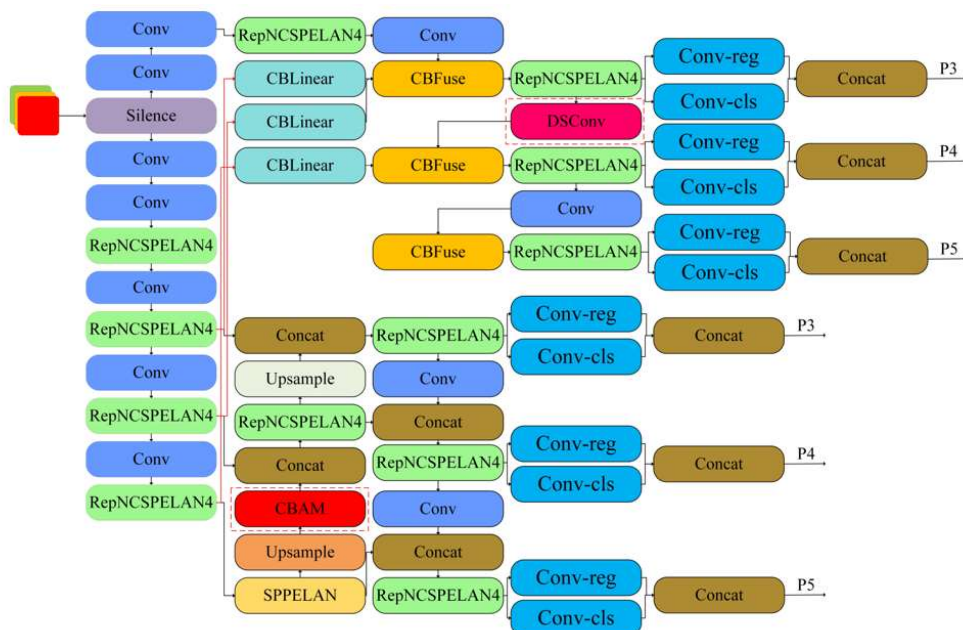 Conv
RepNCSPELAN4
Conv
Conv
CBLinear
CBFuse
RepNCSPELAN4
Conv-reg
Conv-cls
Concat
P3
Silence
CBLinear
DSConv
Conv
CBLinear
CBFuse
RepNCSPELAN4
Conv-reg
Conv-cls
Concat
P4
Conv
Conv
RepNCSPELAN4
CBFuse
RepNCSPELAN4
Conv-reg
Conv-cls
Concat
P5
Conv
RepNCSPELAN4
Concat
RepNCSPELAN4
Conv-reg
Conv-cls
Concat
P3
Conv
Upsample
Conv
RepNCSPELAN4
RepNCSPELAN4
Concat
Conv
Concat
RepNCSPELAN4
Conv-reg
Conv-cls
Concat
P4
RepNCSPELAN4
CBAM
Conv
Upsample
Concat
SPPELAN
RepNCSPELAN4
Conv-reg
Conv-cls
Concat
P5